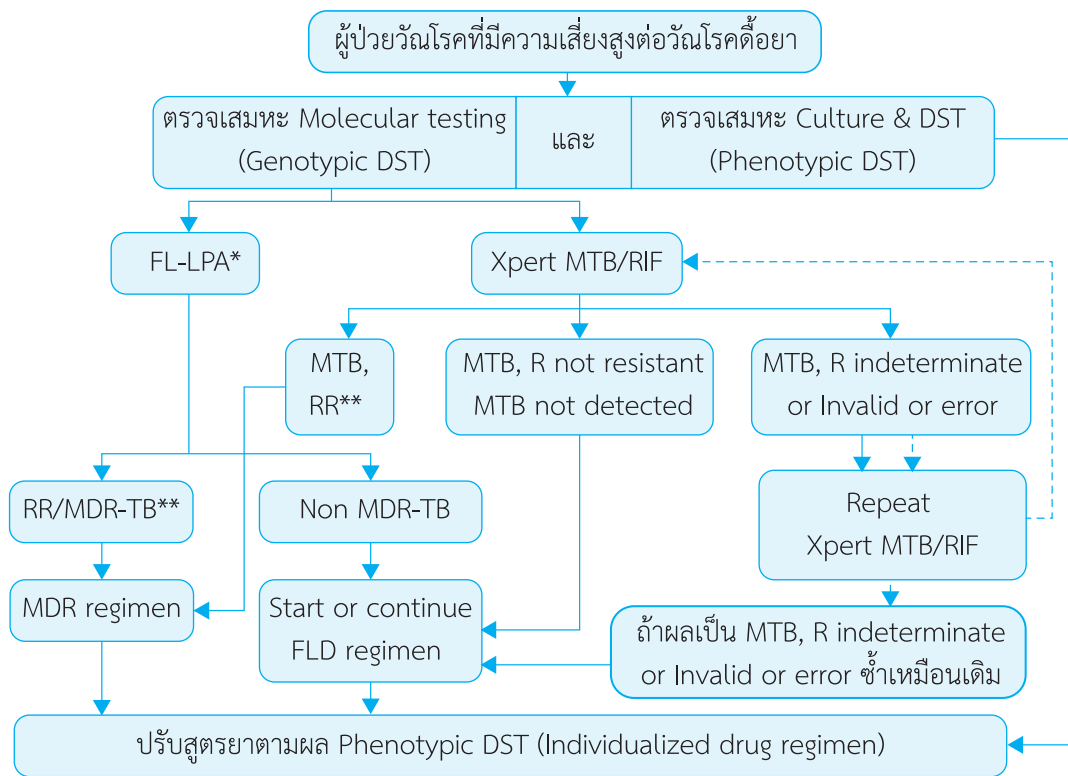 ผู้ป่วยวัณโรคที่มีความเสี่ยงสูงต่อวัณโรคดื้อยา
ตรวจเสมหะ Molecular testing
(Genotypic DST)
และ
ตรวจเสมหะ Culture & DST
(Phenotypic DST)
FL-LPA*
Xpert MTB/RIF
MTB,
RR**
MTB, R not resistant
MTB not detected
MTB, R indeterminate
or Invalid or error
RR/MDR-TB**
Non MDR-TB
Repeat
Xpert MTB/RIF
MDR regimen
Start or continue
FLD regimen
ถ้าผลเป็น MTB, R indeterminate
or Invalid or error ซ้ำเหมือนเดิม
ปรับสูตรยาตามผล Phenotypic DST (Individualized drug regimen)